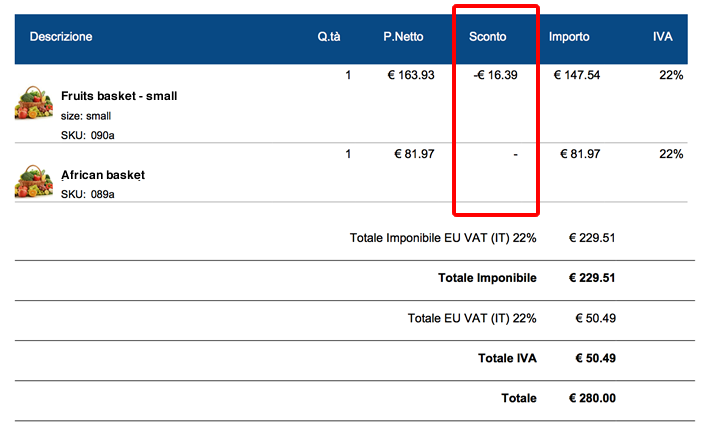 Descrizione Q.tà P.Netto Sconto Importo IVA
1 € 163.93 -€ 16.39 € 147.54 22%
Fruits basket - small
size: small
SKU: 090a
1 € 81.97 - € 81.97 22%
African basket
SKU: 089a
Totale Imponibile EU VAT (IT) 22% € 229.51
Totale Imponibile € 229.51
Totale EU VAT (IT) 22% € 50.49
Totale IVA € 50.49
Totale € 280.00